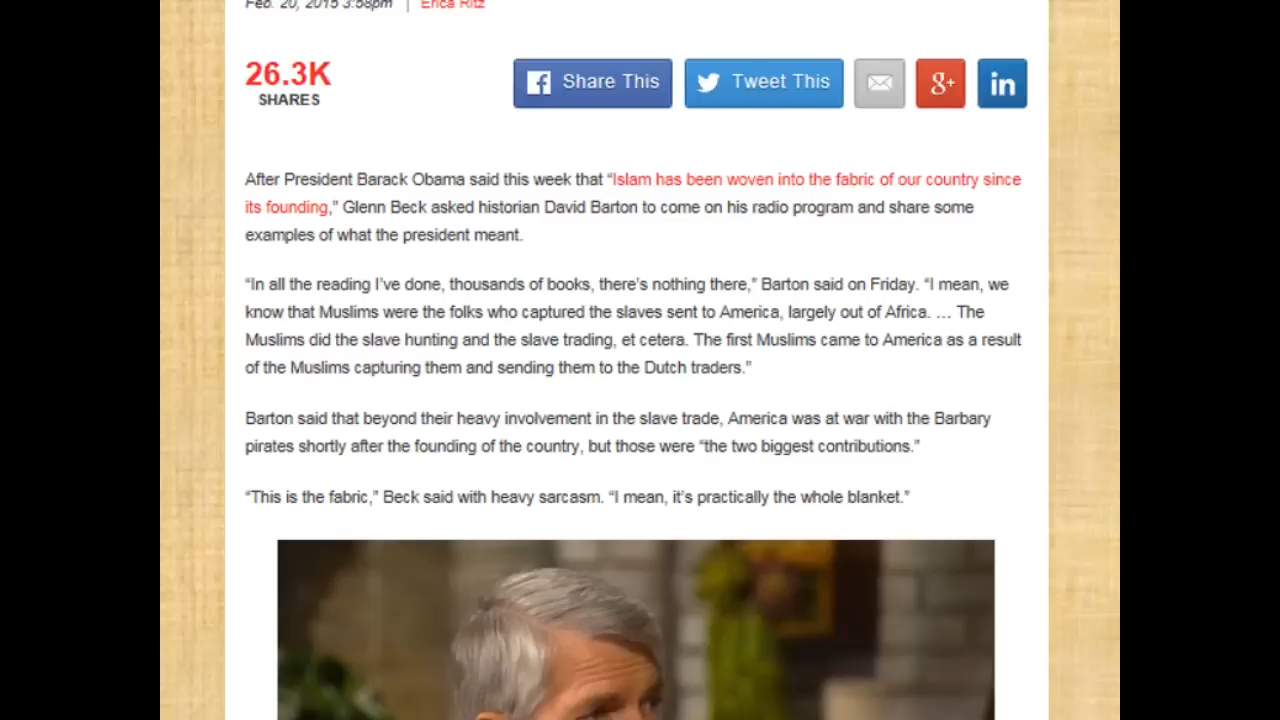 Feb. 20, 2015 3:58pm | Erica Ritz
26.3K
SHARES
Share This
Tweet This
g+
in
After President Barack Obama said this week that “Islam has been woven into the fabric of our country since
its founding,” Glenn Beck asked historian David Barton to come on his radio program and share some
examples of what the president meant.
“In all the reading I’ve done, thousands of books, there’s nothing there,” Barton said on Friday. “I mean, we
know that Muslims were the folks who captured the slaves sent to America, largely out of Africa. … The
Muslims did the slave hunting and the slave trading, et cetera. The first Muslims came to America as a result
of the Muslims capturing them and sending them to the Dutch traders.”
Barton said that beyond their heavy involvement in the slave trade, America was at war with the Barbary
pirates shortly after the founding of the country, but those were “the two biggest contributions.”
“This is the fabric,” Beck said with heavy sarcasm. “I mean, it’s practically the whole blanket.”